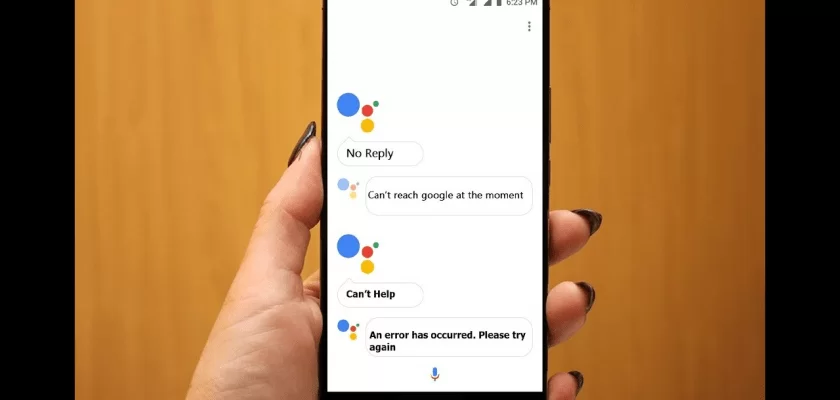 6:23 PM
No Reply
Can't reach google at the moment
Can't Help
An error has occurred. Please try
again